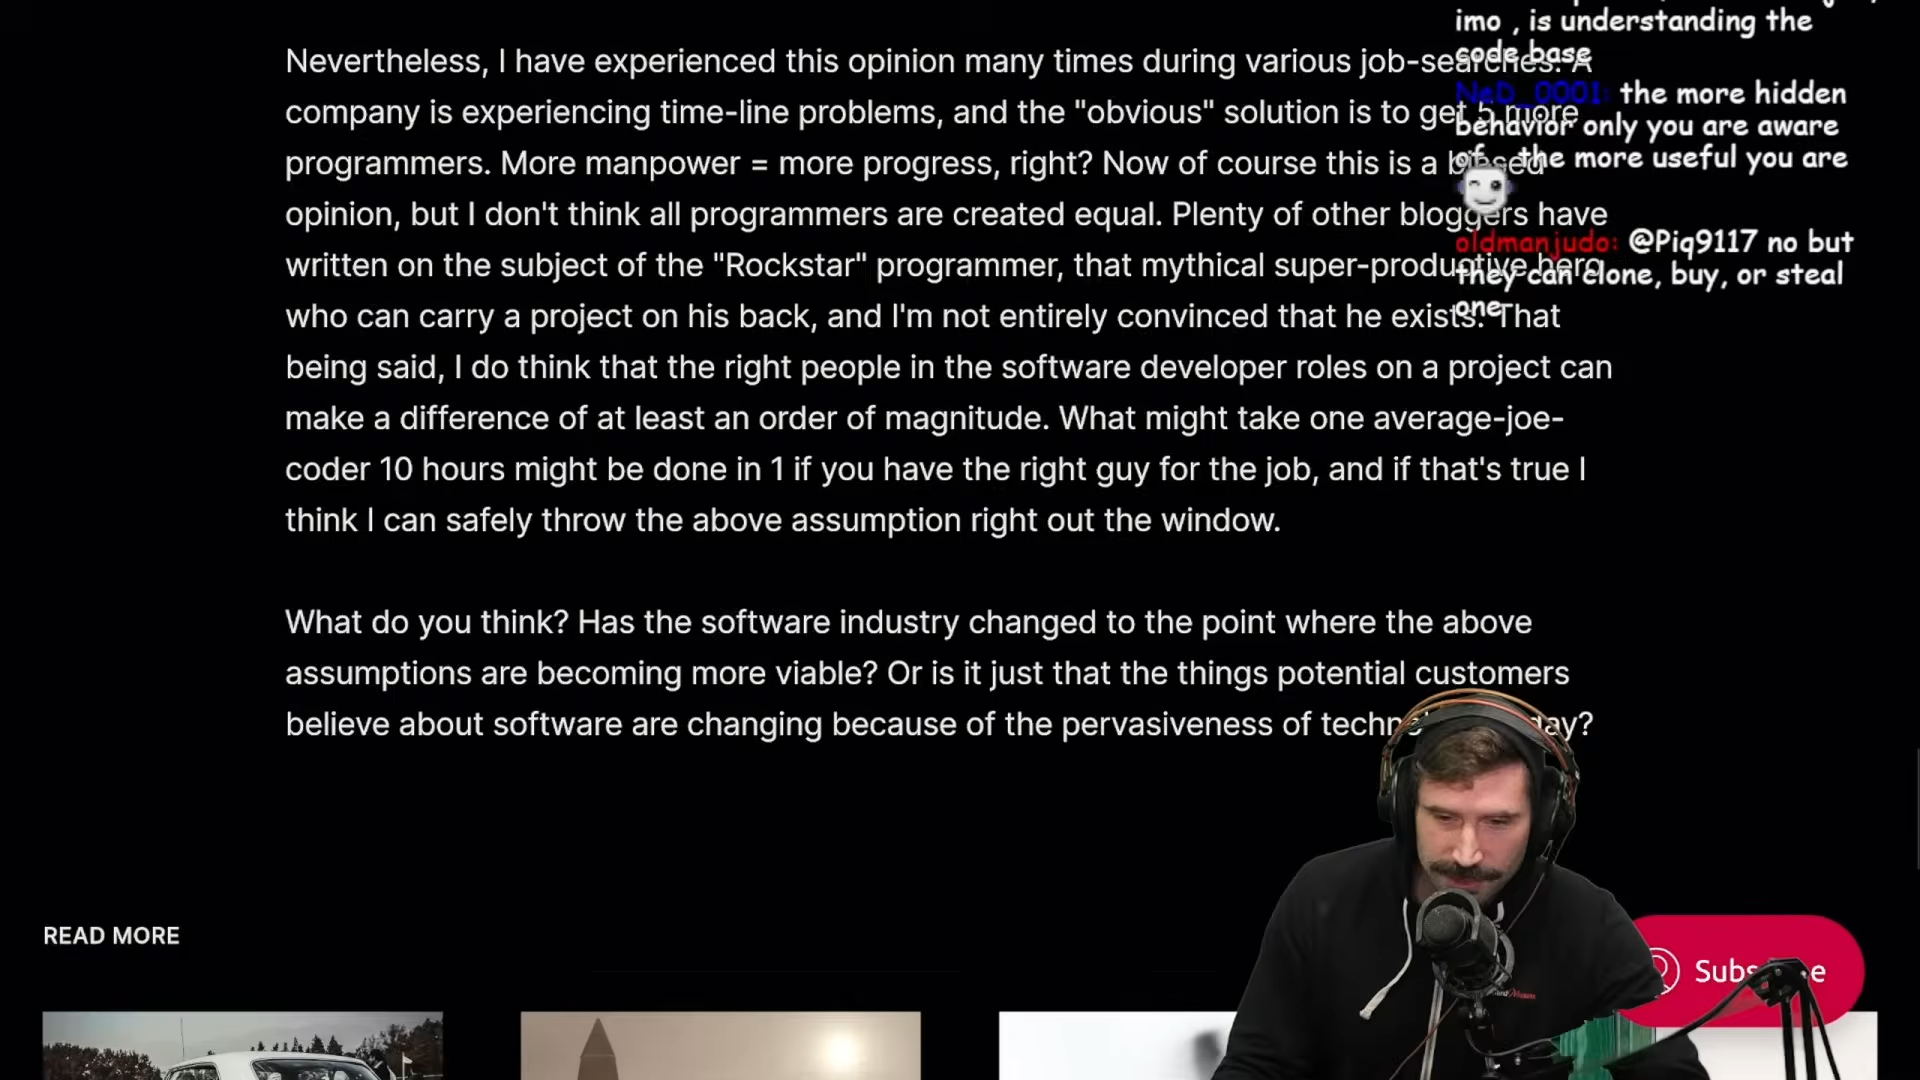 Nevertheless, I have experienced this opinion many times during various job-searches. A
company is experiencing time-line problems, and the "obvious" solution is to get 5 more
programmers. More manpower = more progress, right? Now of course this is a biased
opinion, but I don't think all programmers are created equal. Plenty of other bloggers have
written on the subject of the "Rockstar" programmer, that mythical super-productive hero
who can carry a project on his back, and I'm not entirely convinced that he exists. That
being said, I do think that the right people in the software developer roles on a project can
make a difference of at least an order of magnitude. What might take one average-joe-
coder 10 hours might be done in 1 if you have the right guy for the job, and if that's true I
think I can safely throw the above assumption right out the window.
What do you think? Has the software industry changed to the point where the above
assumptions are becoming more viable? Or is it just that the things potential customers
believe about software are changing because of the pervasiveness of
imo , is understanding the
code base
NeD_0001: the more hidden
behavior only you are aware
of , the more useful you are
oldmanjudo: @Piq9117 no but
they can clone, buy, or steal
one
READ MORE
Subscribe